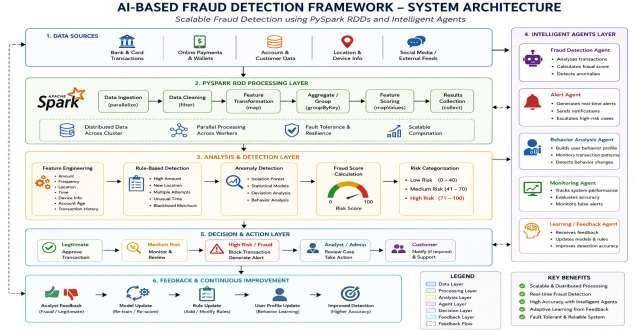 AI-BASED FRAUD DETECTION FRAMEWORK – SYSTEM ARCHITECTURE
Scalable Fraud Detection using PySpark RDDs and Intelligent Agents
1. DATA SOURCES
Bank & Card
Transactions
Online Payments
& Wallets
Account &
Customer Data
Location &
Device Info
Social Media /
External Feeds
2. PYSPARK RDD PROCESSING LAYER
APACHE
Spark
Data Ingestion
(parallelize)
Data Cleaning
(filter)
Feature
Transformation
(map)
Aggregate /
Group
(groupByKey)
Feature
Scoring
(mapValues)
Results
Collection
(collect)
Distributed Data
Across Cluster
Parallel Processing
Across Workers
Fault Tolerance &
Resilience
Scalable
Computation
3. ANALYSIS & DETECTION LAYER
Feature Engineering
• Amount
• Frequency
• Location
• Time
• Device Info
• Account Age
• Transaction History
Rule-Based Detection
• High Amount
• New Location
• Multiple Attempts
• Unusual Time
• Blacklisted Merchant
Anomaly Detection
• Isolation Forest
• Statistical Models
• Deviation Analysis
• Behavior Analysis
Fraud Score
Calculation
0
100
Risk Score
Risk Categorization
Low Risk (0 – 40)
Medium Risk (41 – 70)
High Risk (71 – 100)
4. INTELLIGENT AGENTS LAYER
Fraud Detection Agent
• Analyzes transactions
• Calculates fraud score
• Detects anomalies
Alert Agent
• Generates real-time alerts
• Sends notifications
• Escalates high-risk cases
Behavior Analysis Agent
• Builds user behavior profile
• Monitors transaction patterns
• Detects behavior changes
Monitoring Agent
• Tracks system performance
• Evaluates accuracy
• Monitors false alerts
Learning / Feedback Agent
• Receives feedback
• Updates models & rules
• Improves detection accuracy
5. DECISION & ACTION LAYER
Legitimate
Approve
Transaction
Medium Risk
Monitor &
Review
High Risk / Fraud
Block Transaction
Generate Alert
Analyst / Admin
Review Case
Take Action
Customer
Notify (if required)
& Support
6. FEEDBACK & CONTINUOUS IMPROVEMENT
Analyst Feedback
(Fraud / Legitimate)
Model Update
(Re-train / Re-score)
Rule Update
(Add / Modify Rules)
User Profile Update
(Behavior Learning)
Improved Detection
(Higher Accuracy)
LEGEND
Data Layer
Processing Layer
Analysis Layer
Agent Layer
Decision Layer
Feedback Layer
Feedback Flow
KEY BENEFITS
Scalable & Distributed Processing
Real-time Fraud Detection
High Accuracy with Intelligent Agents
Adaptive Learning from Feedback
Fault Tolerant & Reliable System